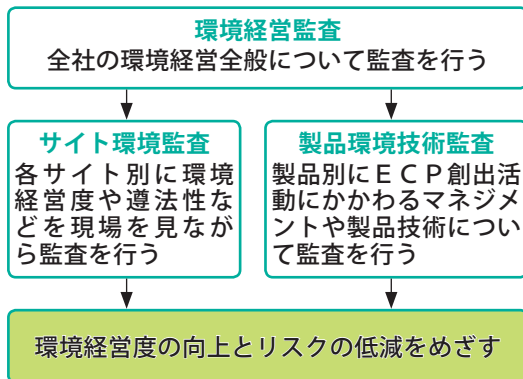 環境経営監査
全社の環境経営全般について監査を行う
サイト環境監査
各サイト別に環境
経営度や遵法性な
どを現場を見なが
ら監査を行う
製品環境技術監査
製品別にＥＣＰ創出活
動にかかわるマネジメ
ントや製品技術につい
て監査を行う
環境経営度の向上とリスクの低減をめざす